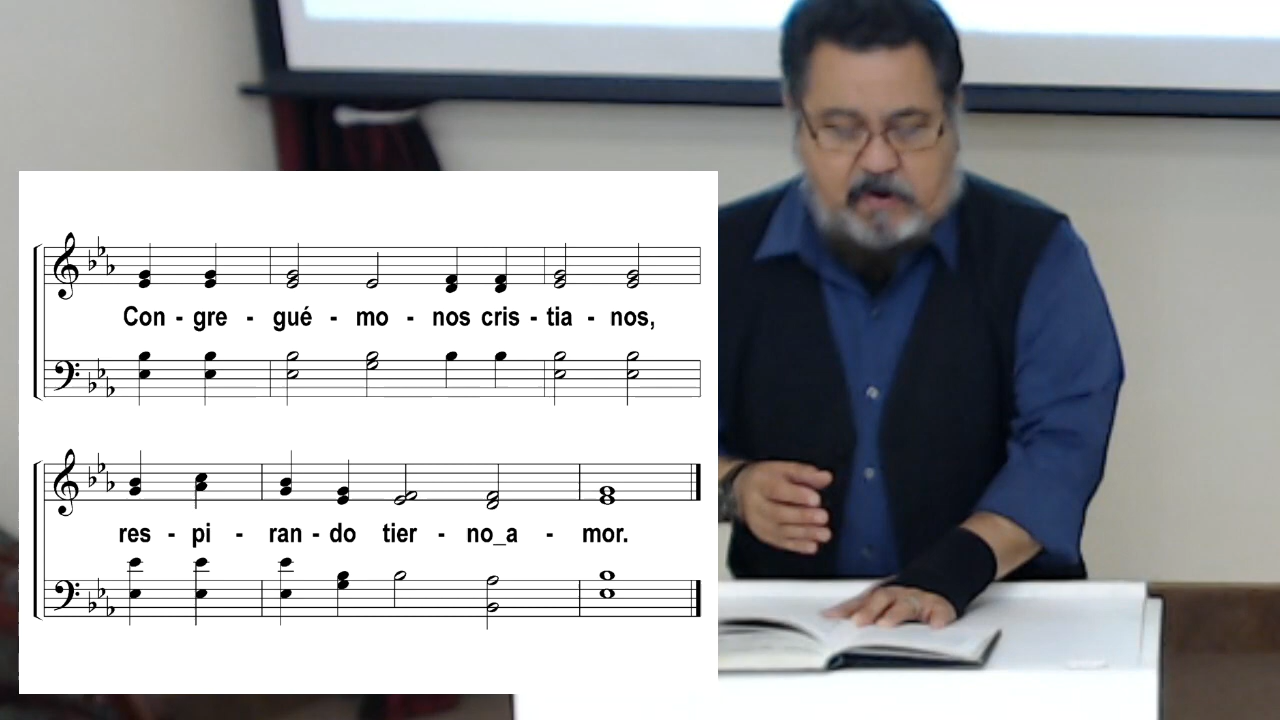 Con - gre - gué - mo - nos cris - tia - nos,
res - pi - ran - do tier - no_a - mor.